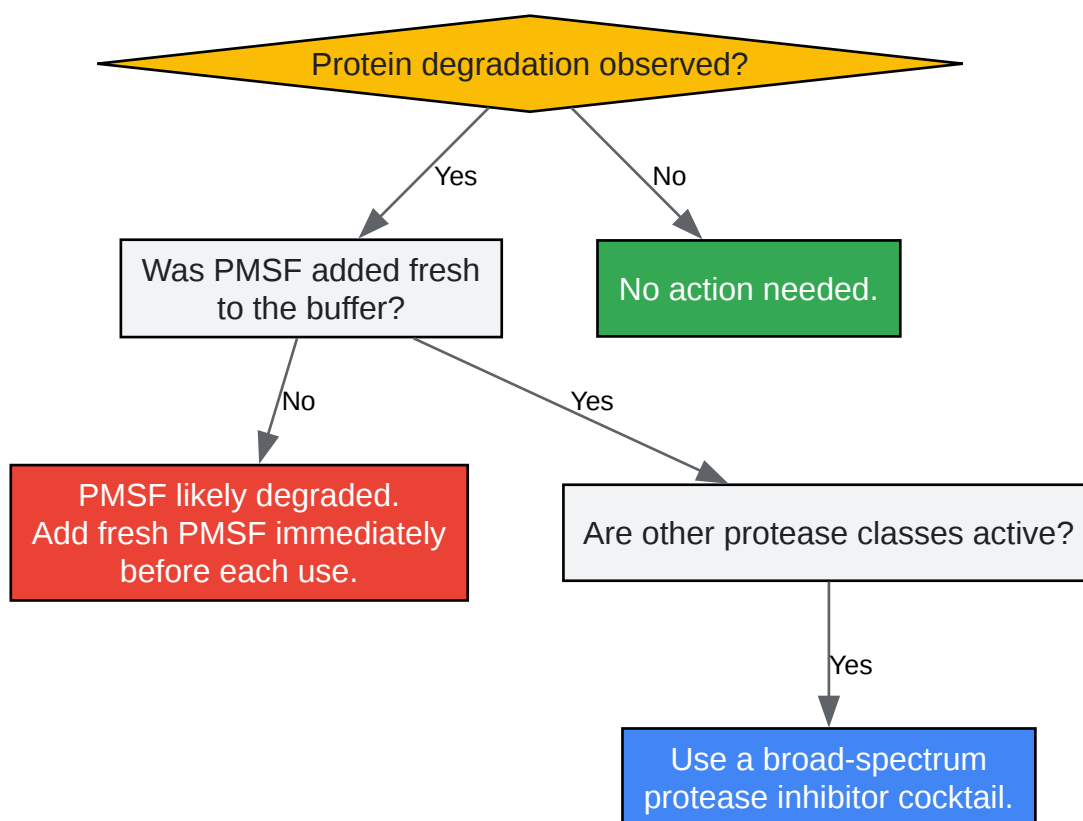 Protein degradation observed?
Yes
No
Was PMSF added fresh
to the buffer?
No action needed.
No
Yes
PMSF likely degraded.
Add fresh PMSF immediately
before each use.
Are other protease classes active?
Yes
Use a broad-spectrum
protease inhibitor cocktail.